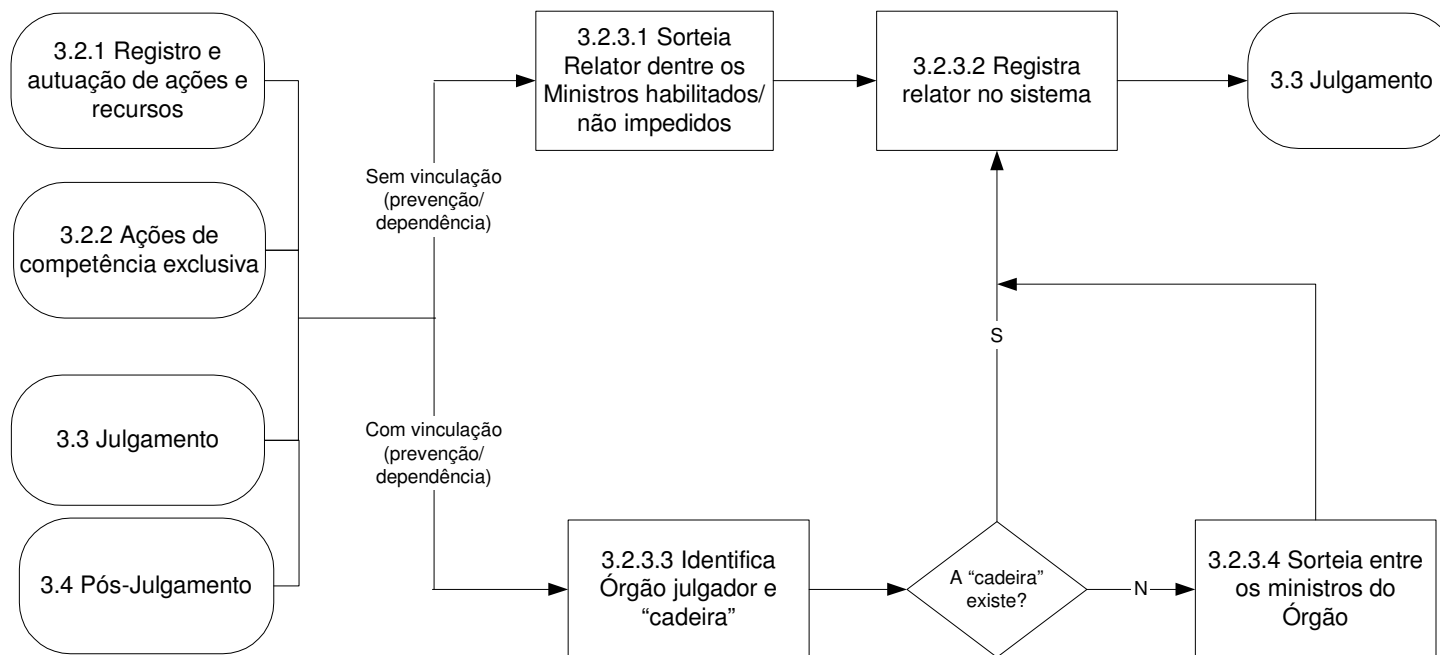 3.2.1 Registro e
autuação de ações e
recursos
3.2.3.1 Sorteia
Relator dentre os
Ministros habilitados/
não impedidos
3.2.3.2 Registra
relator no sistema
3.3 Julgamento
Sem vinculação
(prevenção/
dependência)
3.2.2 Ações de
competência exclusiva
S
3.3 Julgamento
Com vinculação
(prevenção/
dependência)
3.4 Pós-Julgamento
3.2.3.3 Identifica
Órgão julgador e
“cadeira”
A “cadeira”
existe?
N
3.2.3.4 Sorteia entre
os ministros do
Órgão